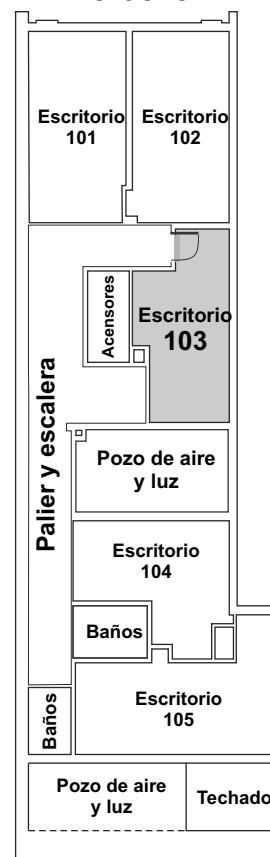 Escritorio
101
Escritorio
102
Acensores
Escritorio
103
Palier y escalera
Pozo de aire
y luz
Escritorio
104
Baños
Escritorio
105
Baños
Pozo de aire
y luz
Techado